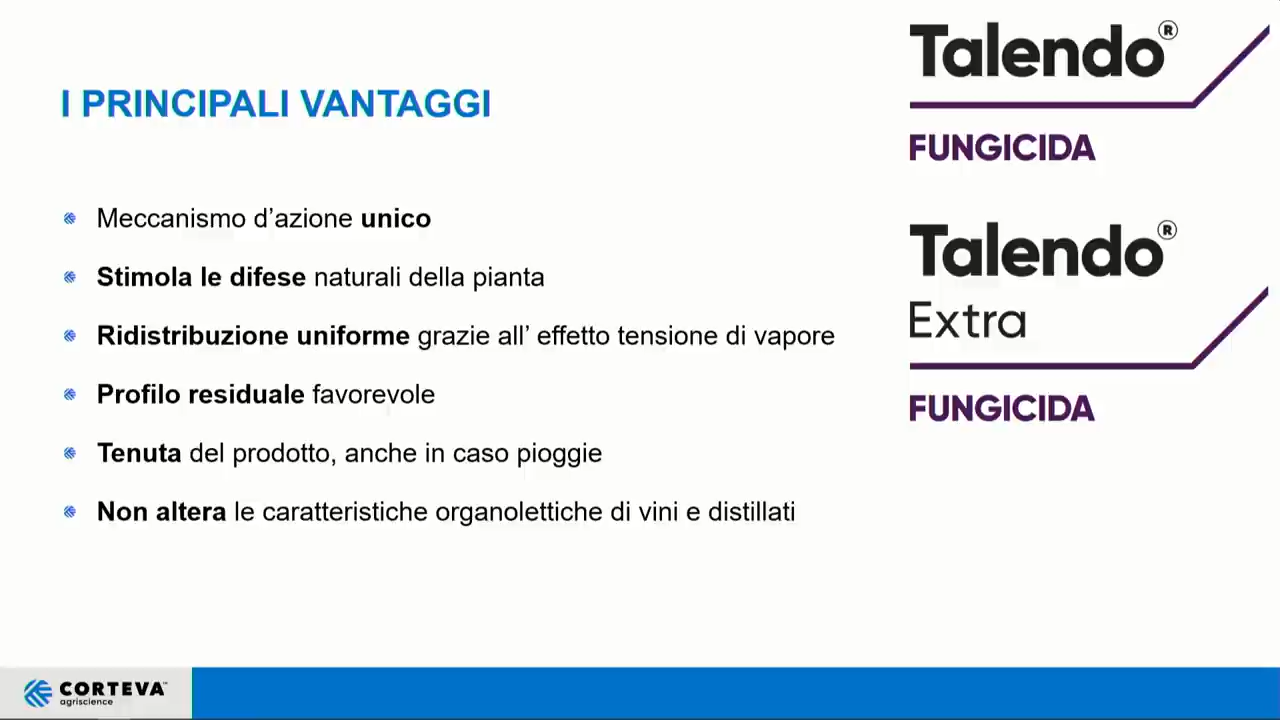 Talendo®
I PRINCIPALI VANTAGGI
FUNGICIDA
Meccanismo d’azione unico
Stimola le difese naturali della pianta
Ridistribuzione uniforme grazie all’ effetto tensione di vapore
Profilo residuale favorevole
Tenuta del prodotto, anche in caso pioggie
Non altera le caratteristiche organolettiche di vini e distillati
Talendo®
Extra
FUNGICIDA
CORTEVA™
agriscience